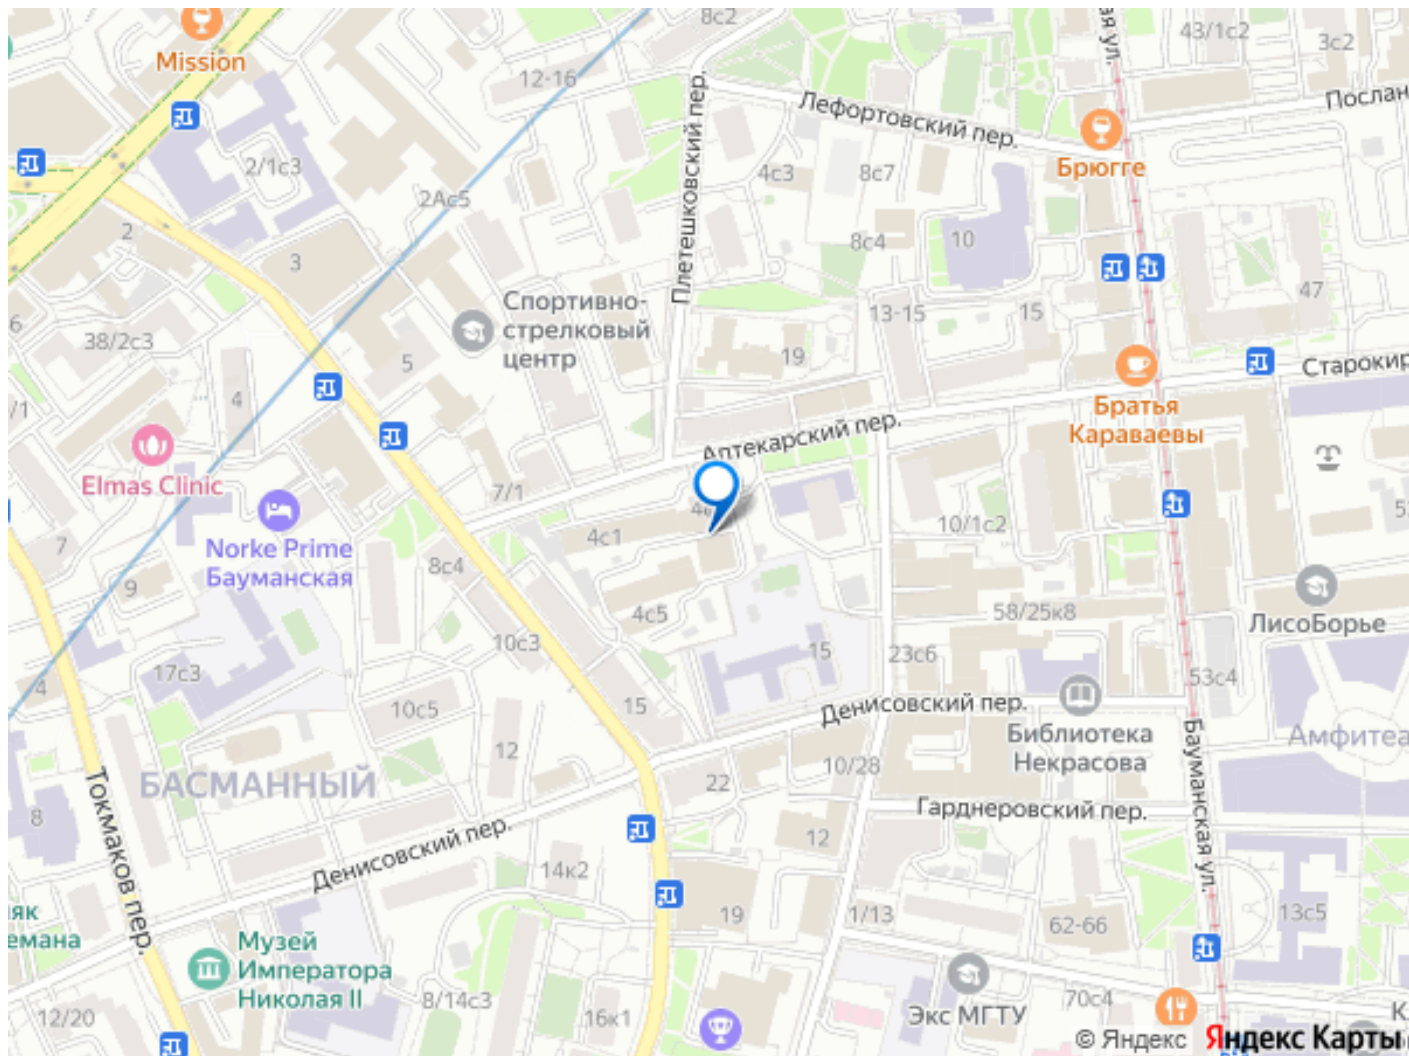 8с2
ая ул.
43/1с2
3с2
Mission
12-16
Плетешковский пер.
Лефортовский пер.
Послан
2/1с3
4с3
8с7
Брюгге
2Ас5
2
8с4
10
3
Спортивно-
стрелковый
центр
13-15
15
47
6
38/2с3
5
19
Старокир
4
/1
Братья
Караваевы
Аптекарский пер.
Elmas Clinic
7/1
10/1с2
4с1
Norke Prime
Бауманская
7
8с4
9
4с5
58/25к8
ЛисоБорье
10с3
15
23с6
17с3
53с4
4
10с5
15
Денисовский пер.
12
Библиотека
Некрасова
Амфитеа
БАСМАННЫЙ
22
10/28
Токмаков пер.
Гарднеровский пер.
Бауманская ул.
8
12
Денисовский пер.
14к2
19
1/13
62-66
13с5
як
емана
Музей
Императора
Николая II
8/14с3
12/20
16к1
Экс МГТУ
70с4
© Яндекс Яндекс Карты